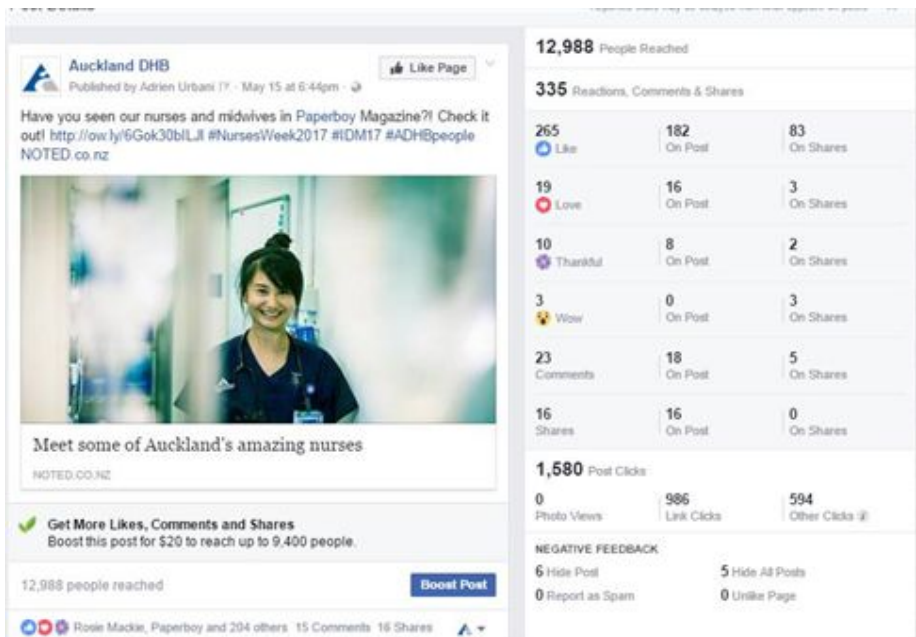 Auckland DHB
Like Page
Published by Adrien Urbani [?] · May 15 at 6:44pm ·
Have you seen our nurses and midwives in Paperboy Magazine?! Check it
out! http://ow.ly/6Gok30bILJl #NursesWeek2017 #IDM17 #ADHBpeople
NOTED.co.nz
Meet some of Auckland's amazing nurses
NOTED.CO.NZ
Get More Likes, Comments and Shares
Boost this post for $20 to reach up to 9,400 people.
12,988 people reached
Boost Post
Rosie Mackie, Paperboy and 204 others 15 Comments 16 Shares
12,988 People Reached
335 Reactions, Comments & Shares
265 182 83
Like On Post On Shares
19 16 3
Love On Post On Shares
10 8 2
Thankful On Post On Shares
3 0 3
Wow On Post On Shares
23 18 5
Comments On Post On Shares
16 16 0
Shares On Post On Shares
1,580 Post Clicks
0 986 594
Photo Views Link Clicks Other Clicks
NEGATIVE FEEDBACK
6 Hide Post 5 Hide All Posts
0 Report as Spam 0 Unlike Page